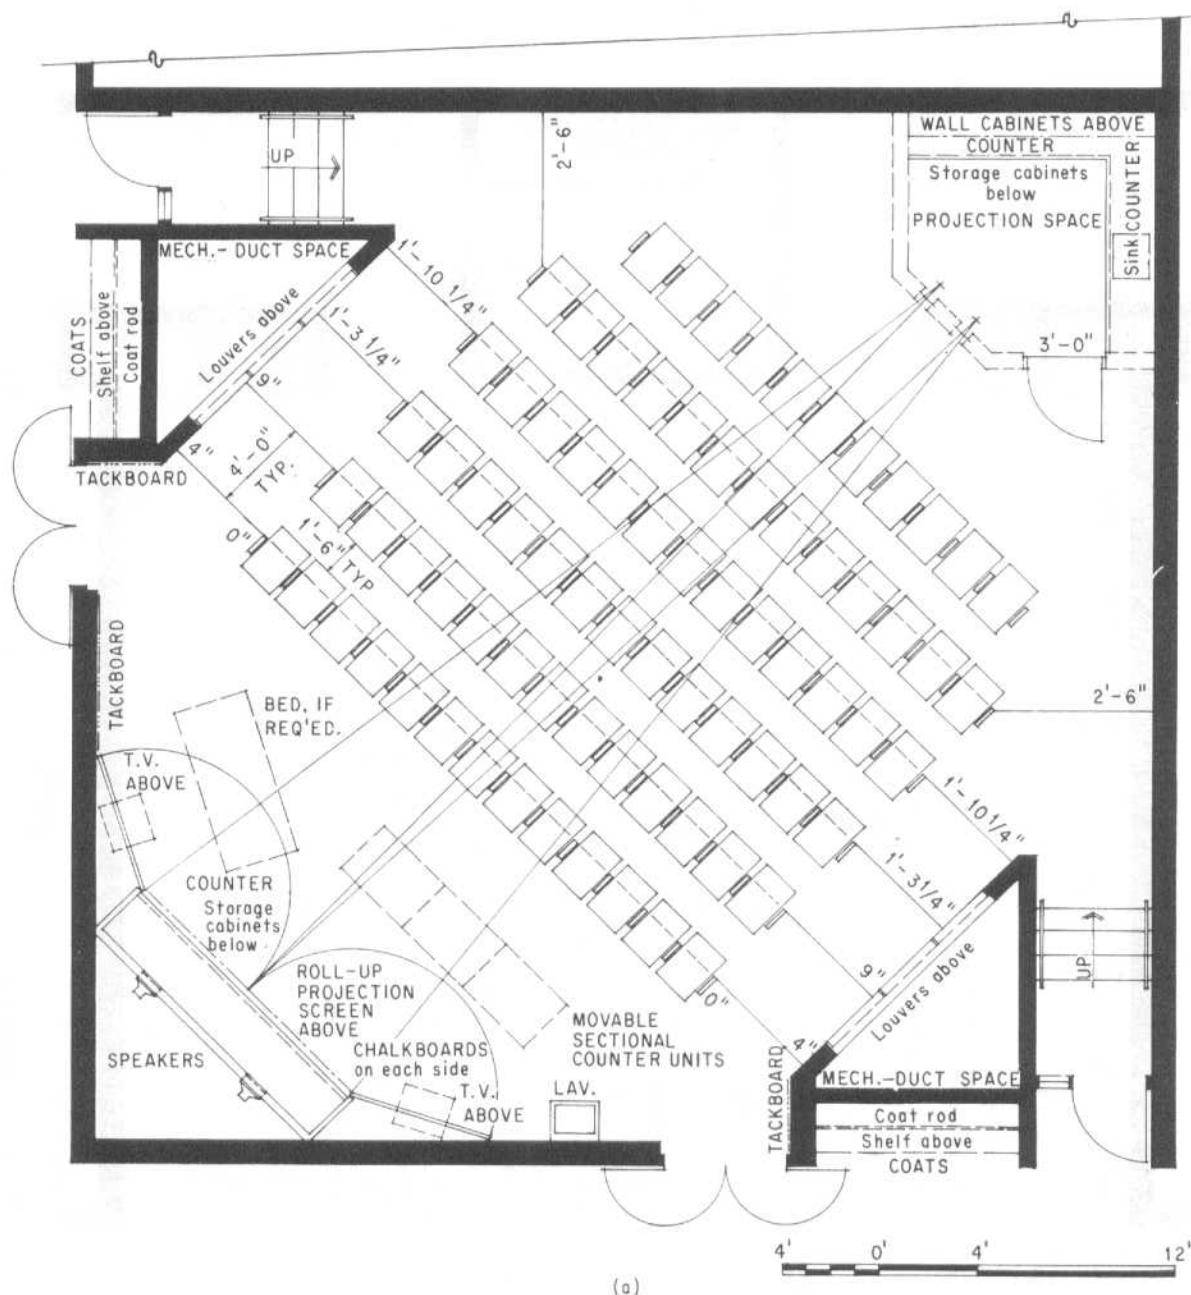 UP
2'-6"
WALL CABINETS ABOVE
COUNTER
Storage cabinets
below
PROJECTION SPACE
COUNTER
Sink
3'-0"
MECH.-DUCT SPACE
Louvers above
COATS
Shelf above
Coat rod
TACKBOARD
1'-10 1/4"
1'-3 1/4"
9"
4"
4'-0"
TYP.
0"
1'-6"
TYP
TACKBOARD
BED, IF
REQ'ED.
T.V.
ABOVE
COUNTER
Storage
cabinets
below
ROLL-UP
PROJECTION
SCREEN
ABOVE
CHALKBOARDS
on each side
SPEAKERS
T.V.
ABOVE
LAV.
MOVABLE
SECTIONAL
COUNTER UNITS
2'-6"
1'-10 1/4"
1'-3 1/4"
9"
0"
4"
Louvers above
UP
TACKBOARD
MECH.-DUCT SPACE
Coat rod
Shelf above
COATS
4' 0' 4' 12'
(a)